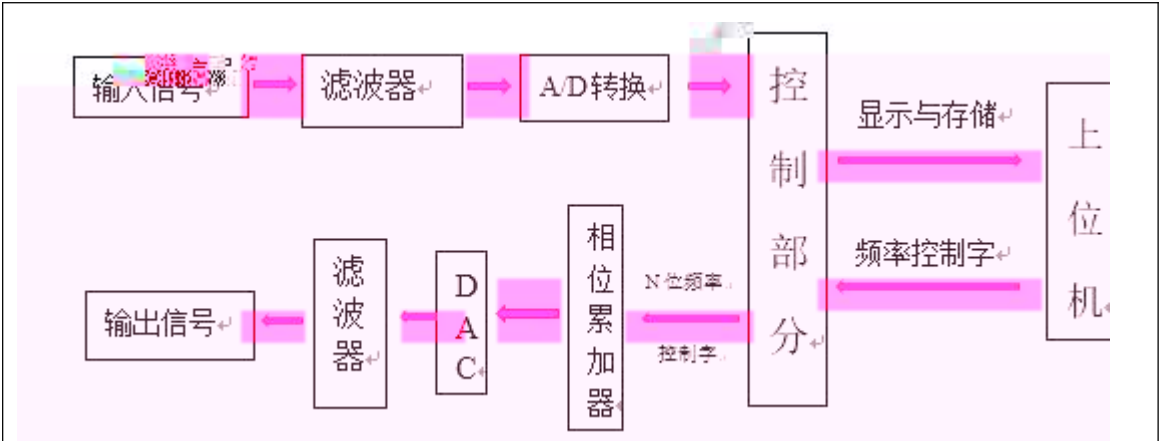 输入信号
滤波器
A/D转换
控制部分
显示与存储
上位机
频率控制字
N位频率
控制字
相位累加器
DAC
滤波器
输出信号